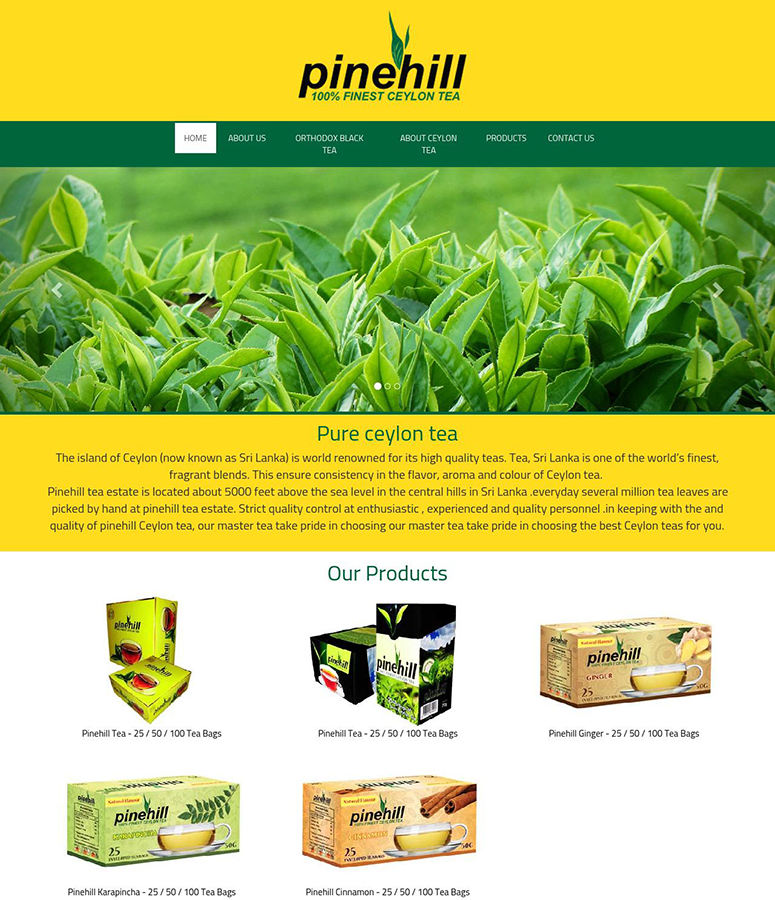 pinehill
100% FINEST CEYLON TEA
HOME
ABOUT US
ORTHODOX BLACK
TEA
ABOUT CEYLON
TEA
PRODUCTS
CONTACT US
Pure ceylon tea
The island of Ceylon (now known as Sri Lanka) is world renowned for its high quality teas. Tea, Sri Lanka is one of the world's finest,
fragrant blends. This ensure consistency in the flavor, aroma and colour of Ceylon tea.
Pinehill tea estate is located about 5000 feet above the sea level in the central hills in Sri Lanka .everyday several million tea leaves are
picked by hand at pinehill tea estate. Strict quality control at enthusiastic , experienced and quality personnel .in keeping with the and
quality of pinehill Ceylon tea, our master tea take pride in choosing our master tea take pride in choosing the best Ceylon teas for you.
Our Products
pinehill
pinehill
pinehill
Natural Flavour
pinehill
100% FINEST CEYLON TEA
GINGER
25
50G
Pinehill Tea - 25 / 50 / 100 Tea Bags
Pinehill Tea - 25 / 50 / 100 Tea Bags
Pinehill Ginger - 25 / 50 / 100 Tea Bags
Natural Flavour
pinehill
100% FINEST CEYLON TEA
KARAPINCHA
25
50G
Natural Flavour
pinehill
100% FINEST CEYLON TEA
CINNAMON
25
50G
Pinehill Karapincha - 25 / 50 / 100 Tea Bags
Pinehill Cinnamon - 25 / 50 / 100 Tea Bags